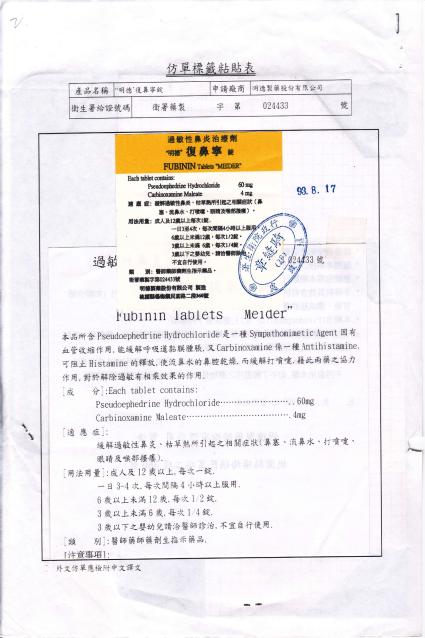 仿單標籤粘貼表
產品名稱 "明德"復鼻寧錠 申請廠商 明德製藥股份有限公司
衛生署給證號碼 衛署藥製 字 第 024433 號
過敏性鼻炎治療劑
"明德" 復鼻寧 錠
FUBININ Tablets "MEIDER"
Each tablet contains:
Pseudoephedrine Hydrochloride 60 mg
Carbinoxamine Maleate 4 mg
適應症：緩解過敏性鼻炎、枯草熱所引起之相關症狀(鼻
塞、流鼻水、打噴嚏、眼睛及喉部搔癢)。
用法用量：成人及12歲以上每次1錠，
一日3至4次，每次間隔4小時以上服用
6歲以上未滿12歲，每次1/2錠。
3歲以上未滿 6歲，每次1/4錠。
3歲以下之嬰幼兒，請洽醫師診
不宜自行使用。
類 別：醫師藥師藥劑生指示藥品。
衛署藥製字第024433號
明德製藥股份有限公司 製造
93. 8. 17
過敏
024433 號
Fubinin Tablets "Meider"
本品所含 Pseudoephedrine Hydrochloride 是一種 Sympathomimetic Agent 因有
血管收縮作用,能緩解呼吸道黏膜腫脹,又 Carbinoxamine 係一種 Antihistamine,
可阻止 Histamine 的釋放,使流鼻水的鼻腔乾燥,而緩解打噴嚏,藉此兩藥之協力
作用,對於解除過敏有相乘效果的作用.
[成 分]:Each tablet contains:
Pseudoephedrine Hydrochloride……………………..60mg
Carbinoxamine Maleate……………………………..4mg
[適 應 症]:
緩解過敏性鼻炎、枯草熱所引起之相關症狀(鼻塞、流鼻水、打噴嚏、
眼睛及喉部搔癢).
[用法用量]:成人及 12 歲以上,每次一錠.
一日 3-4 次,每次間隔 4 小時以上服用.
6 歲以上未滿 12 歲,每次 1/2 錠.
3 歲以上未滿 6 歲,每次 1/4 錠.
3 歲以下之嬰幼兒請洽醫師診治,不宜自行使用.
[類 別]:醫師藥師藥劑生指示藥品.
[注意事項]:
外文仿單應檢附中文譯文